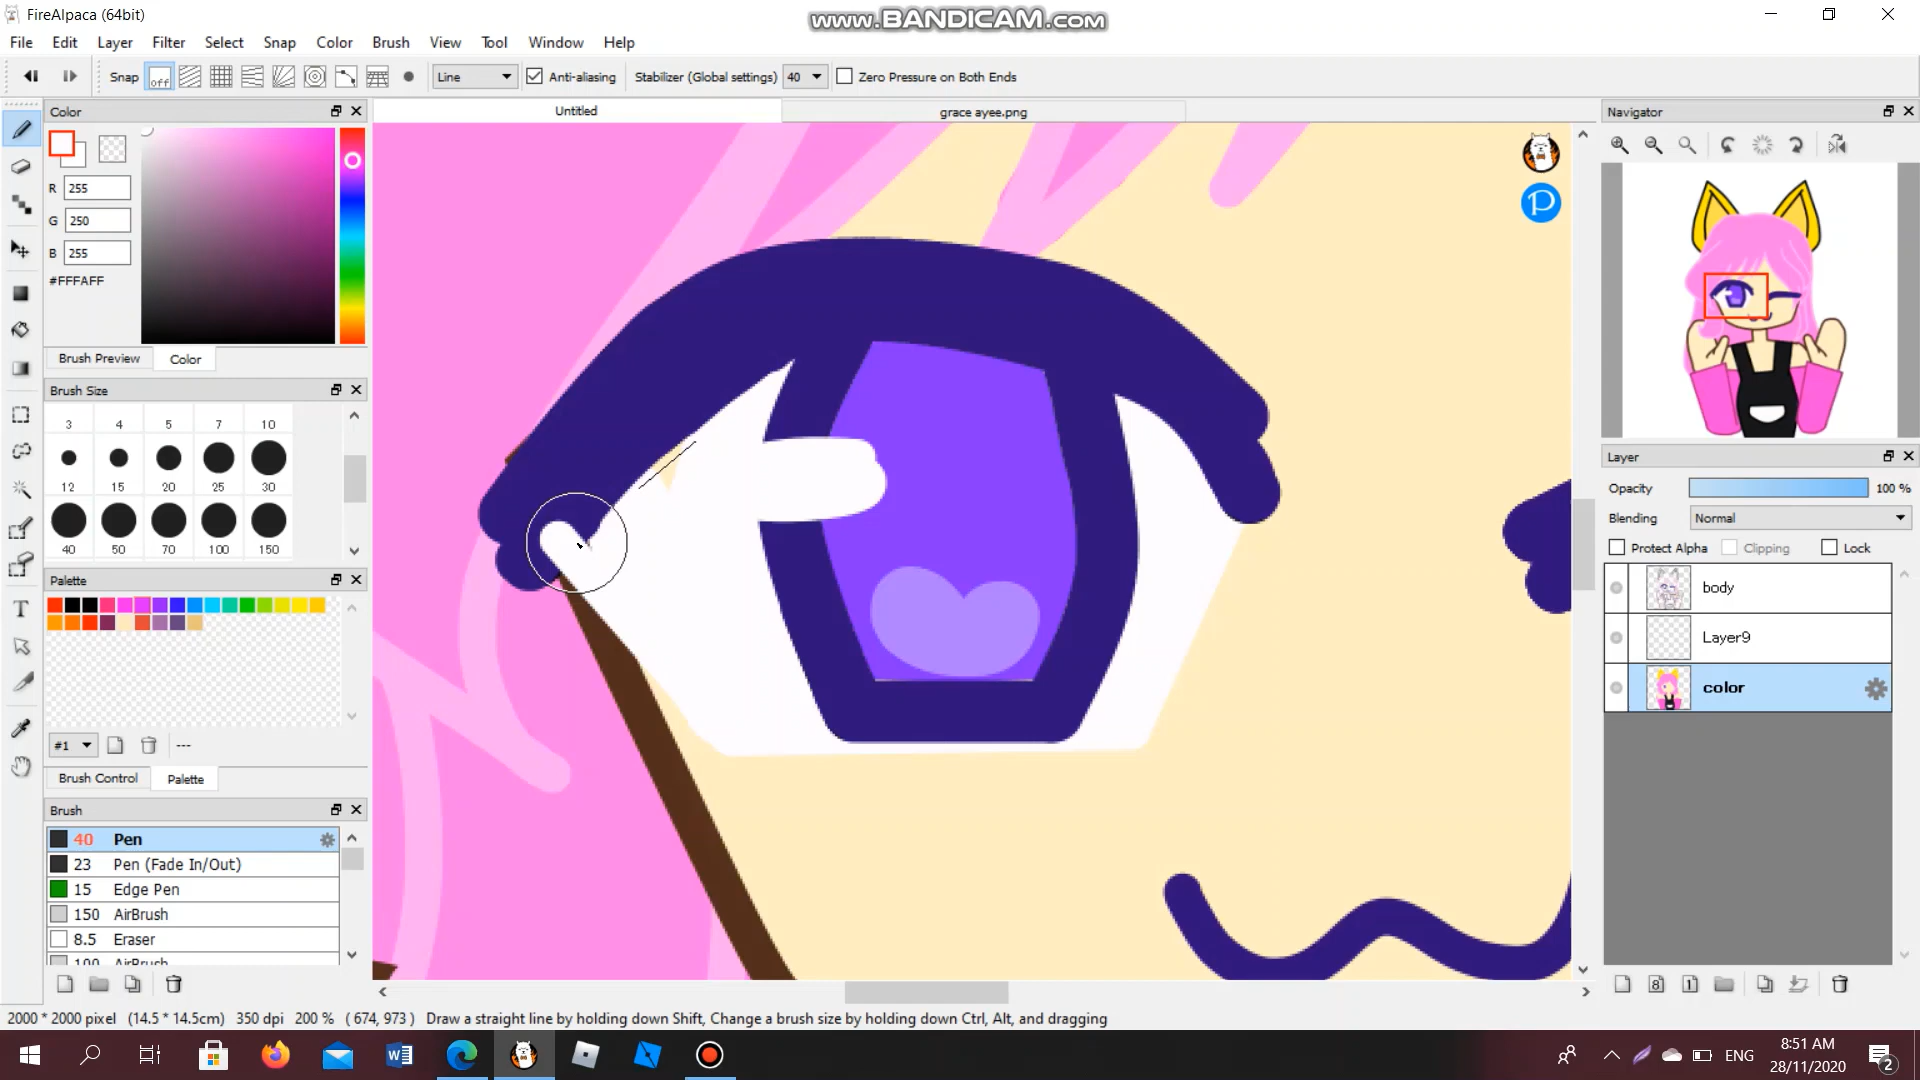 FireAlpaca (64bit)
www.BANDICAM.com
File Edit Layer Filter Select Snap Color Brush View Tool Window Help
Snap off Line Anti-aliasing Stabilizer (Global settings) 40 Zero Pressure on Both Ends
Color
Untitled
grace ayee.png
Navigator
R 255
G 250
B 255
#FFFAFF
Brush Preview Color
Brush Size
3 4 5 7 10
12 15 20 25 30
40 50 70 100 150
Palette
#1 ---
Brush Control Palette
Brush
40 Pen
23 Pen (Fade In/Out)
15 Edge Pen
150 AirBrush
8.5 Eraser
100 AirBrush
P
Layer
Opacity 100 %
Blending Normal
Protect Alpha Clipping Lock
body
Layer9
color
8 1
2000 * 2000 pixel (14.5 * 14.5cm) 350 dpi 200 % ( 674, 973 ) Draw a straight line by holding down Shift, Change a brush size by holding down Ctrl, Alt, and dragging
T
W
ENG
8:51 AM
28/11/2020
2